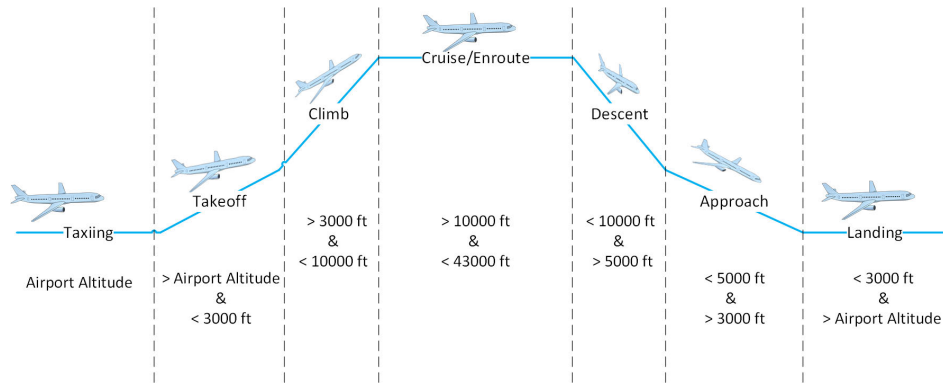 Cruise/Enroute
Climb
Descent
Takeoff
Approach
Taxiing
Landing
Airport Altitude
> Airport Altitude
&
< 3000 ft
> 3000 ft
&
< 10000 ft
> 10000 ft
&
< 43000 ft
< 10000 ft
&
> 5000 ft
< 5000 ft
&
> 3000 ft
< 3000 ft
&
> Airport Altitude